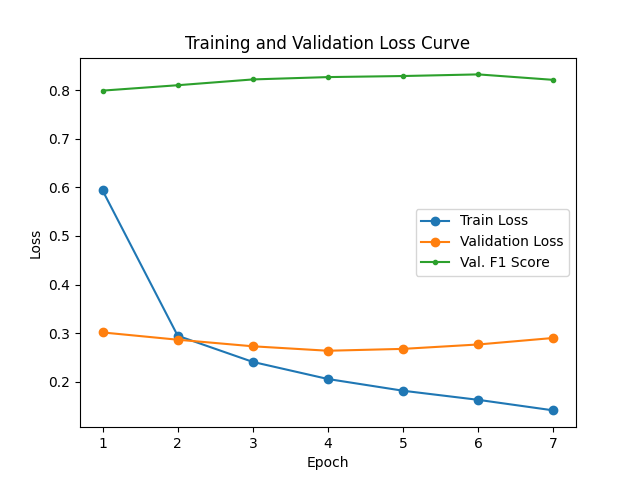 Training and Validation Loss Curve
0.8
0.7
0.6
0.5
0.4
0.3
0.2
Loss
Train Loss
Validation Loss
Val. F1 Score
1 2 3 4 5 6 7
Epoch